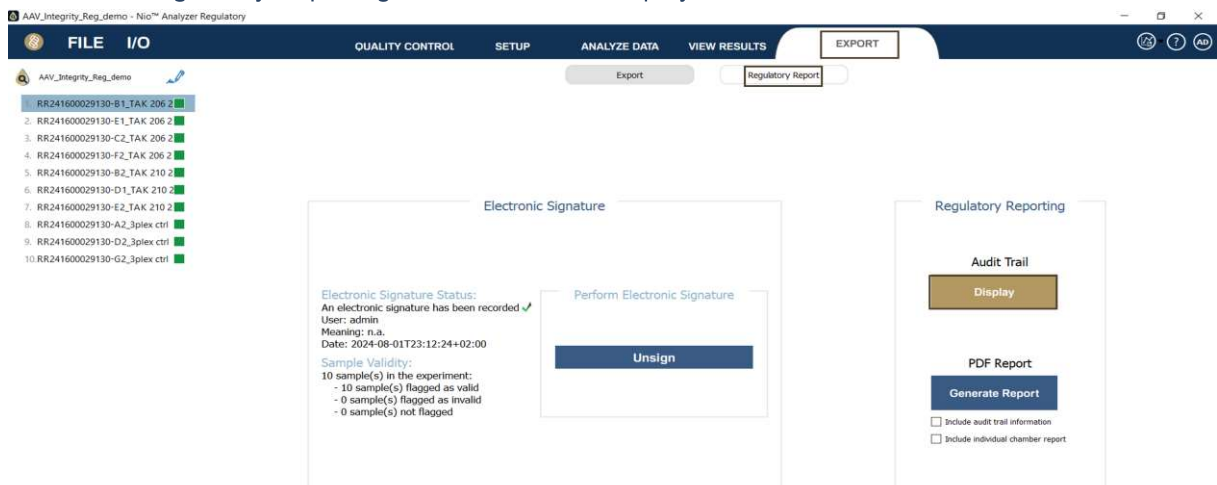 AAV_Integrity_Reg_demo - Nio™ Analyzer Regulatory
FILE I/O QUALITY CONTROL SETUP ANALYZE DATA VIEW RESULTS EXPORT ? AD
AAV_Integrity_Reg_demo
Export Regulatory Report
1. RR241600029130-B1_TAK 206 2
2. RR241600029130-E1_TAK 206 2
3. RR241600029130-C2_TAK 206 2
4. RR241600029130-F2_TAK 206 2
5. RR241600029130-B2_TAK 210 2
6. RR241600029130-D1_TAK 210 2
7. RR241600029130-E2_TAK 210 2
8. RR241600029130-A2_3plex ctrl
9. RR241600029130-D2_3plex ctrl
10.RR241600029130-G2_3plex ctrl
Electronic Signature
Electronic Signature Status:
An electronic signature has been recorded
User: admin
Meaning: n.a.
Date: 2024-08-01T23:12:24+02:00
Sample Validity:
10 sample(s) in the experiment:
- 10 sample(s) flagged as valid
- 0 sample(s) flagged as invalid
- 0 sample(s) not flagged
Perform Electronic Signature
Unsign
Regulatory Reporting
Audit Trail
Display
PDF Report
Generate Report
Include audit trail information
Include individual chamber report